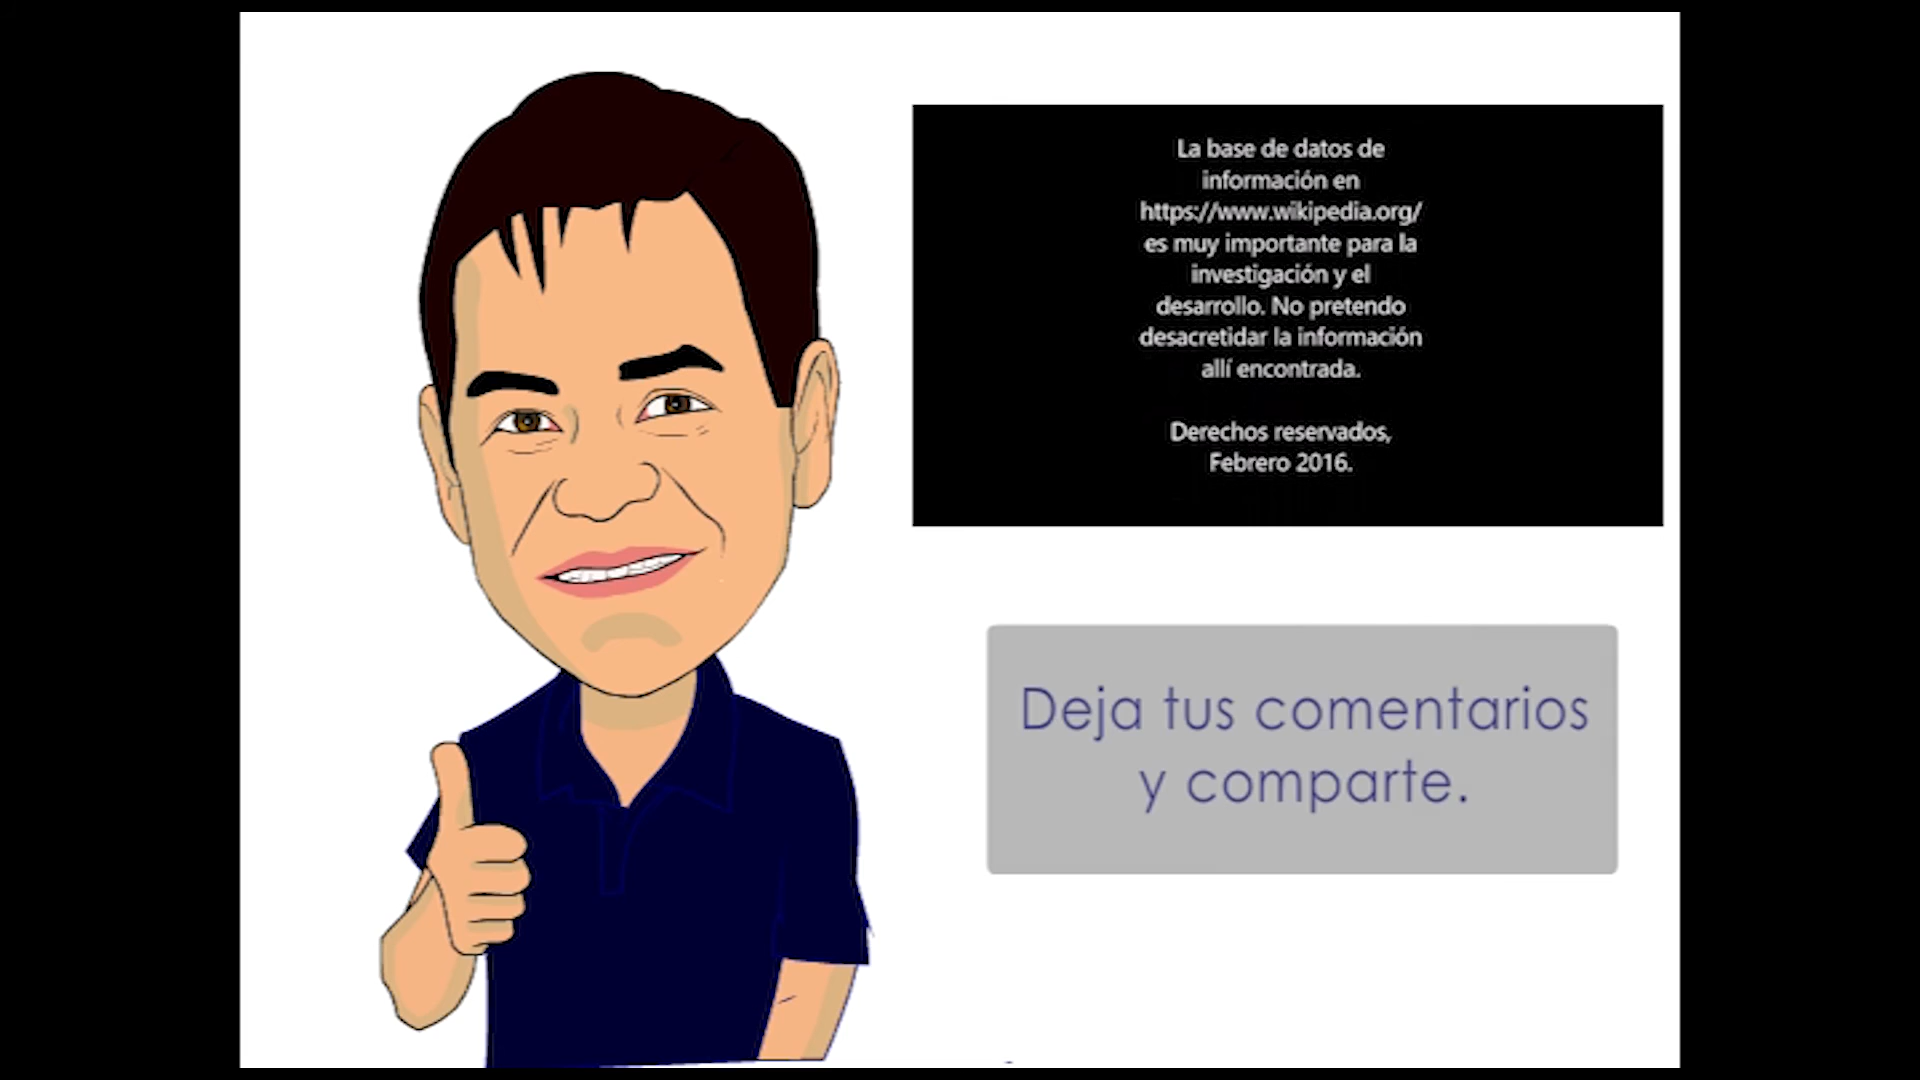 La base de datos de
información en
https://www.wikipedia.org/
es muy importante para la
investigación y el
desarrollo. No pretendo
desacretidar la información
allí encontrada.
Derechos reservados,
Febrero 2016.
Deja tus comentarios
y comparte.